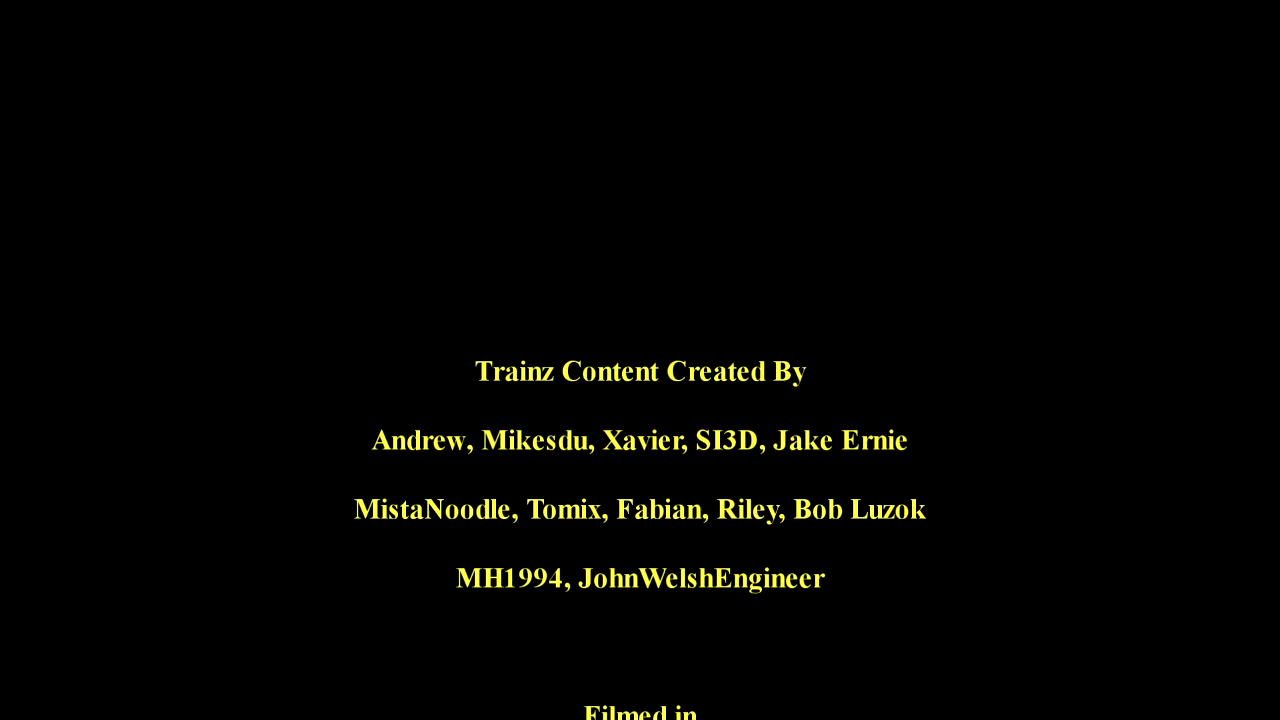 Trainz Content Created By
Andrew, Mikesdu, Xavier, SI3D, Jake Ernie
MistaNoodle, Tomix, Fabian, Riley, Bob Luzok
MH1994, JohnWelshEngineer
Filmed in